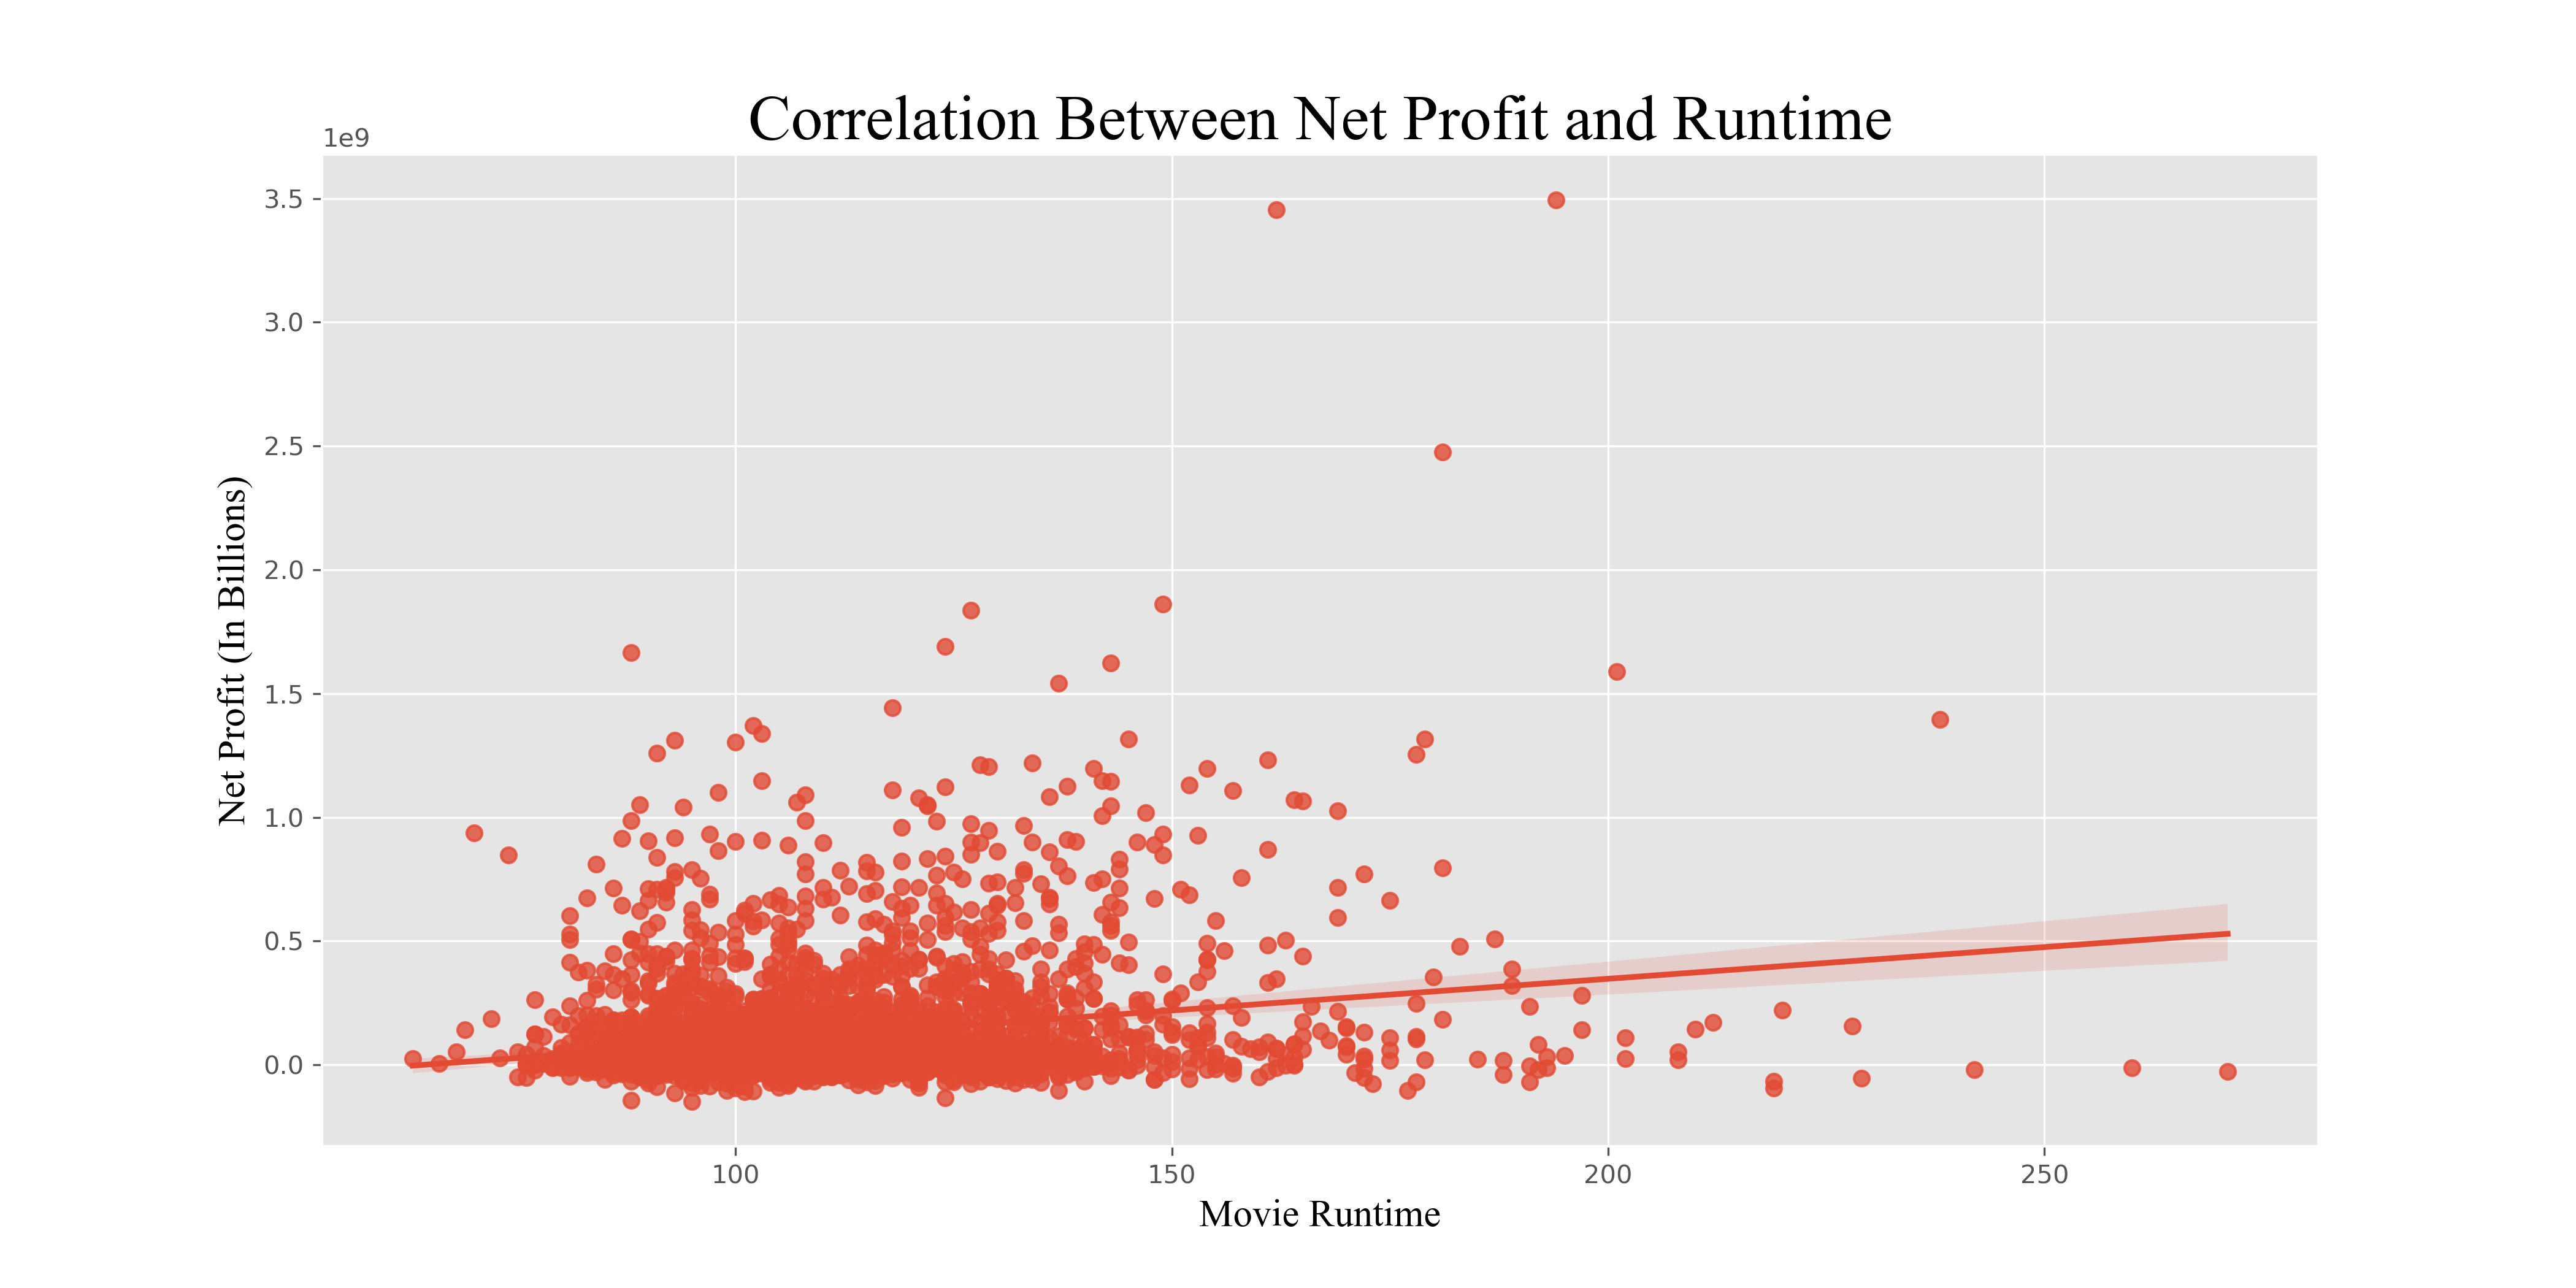 Correlation Between Net Profit and Runtime
1e9
3.5
3.0
2.5
2.0
1.5
1.0
0.5
0.0
Net Profit (In Billions)
100 150 200 250
Movie Runtime